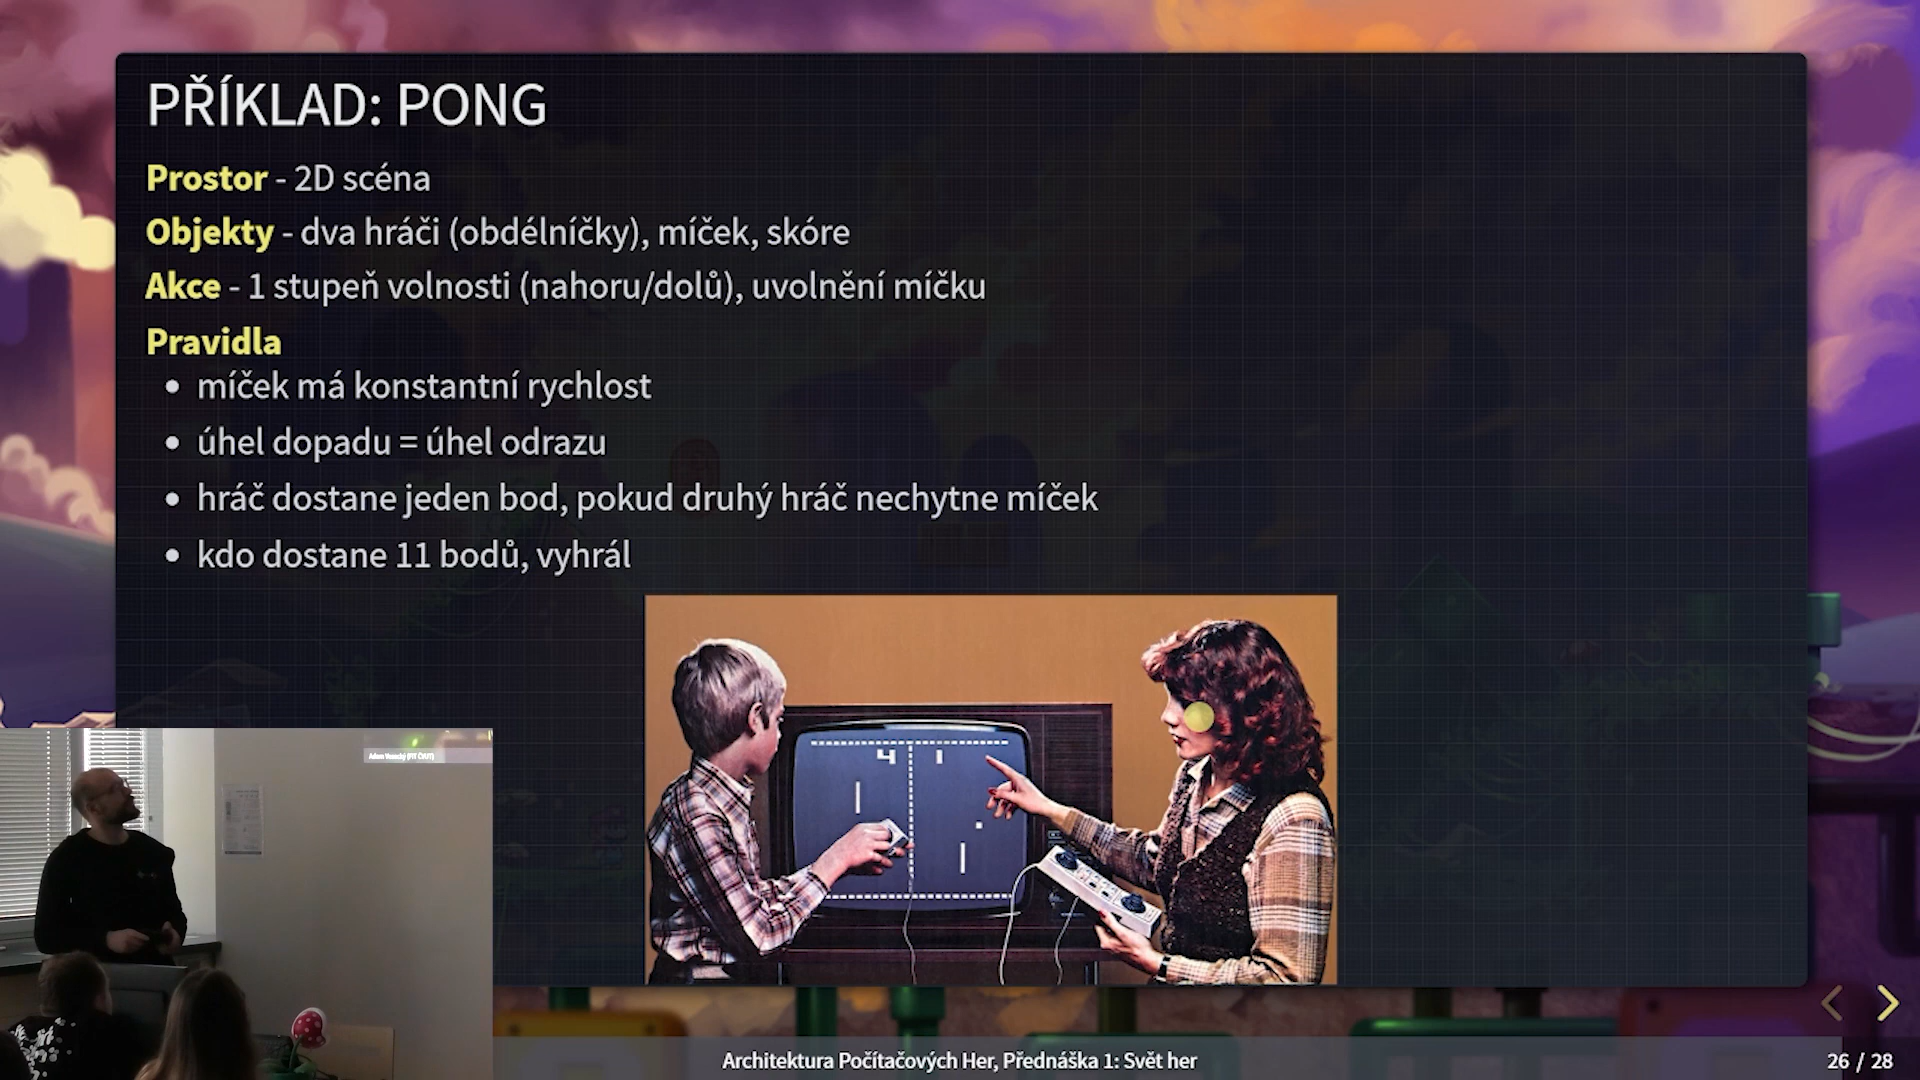 PŘÍKLAD: PONG
Prostor - 2D scéna
Objekty - dva hráči (obdélníčky), míček, skóre
Akce - 1 stupeň volnosti (nahoru/dolů), uvolnění míčku
Pravidla
• míček má konstantní rychlost
• úhel dopadu = úhel odrazu
• hráč dostane jeden bod, pokud druhý hráč nechytne míček
• kdo dostane 11 bodů, vyhrál
4 1
Architektura Počítačových Her, Přednáška 1: Svět her
26 / 28